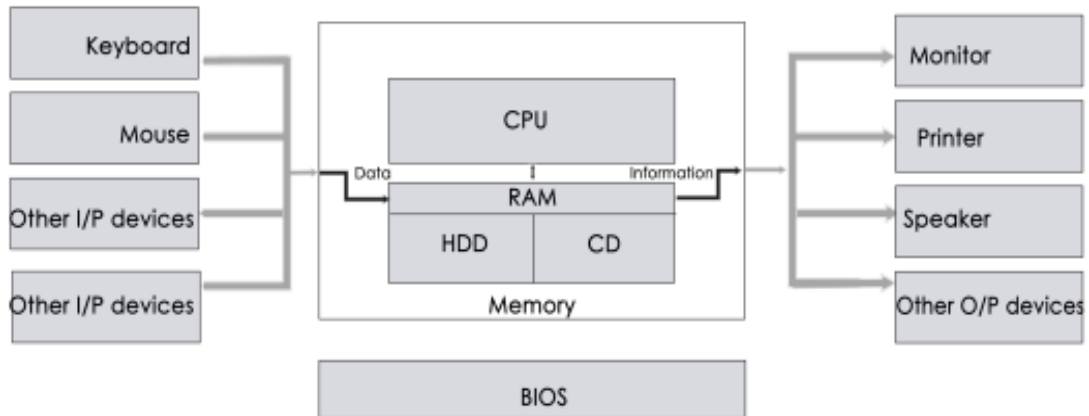 Keyboard
Mouse
Other I/P devices
Other I/P devices
CPU
Data
Information
RAM
HDD
CD
Memory
BIOS
Monitor
Printer
Speaker
Other O/P devices